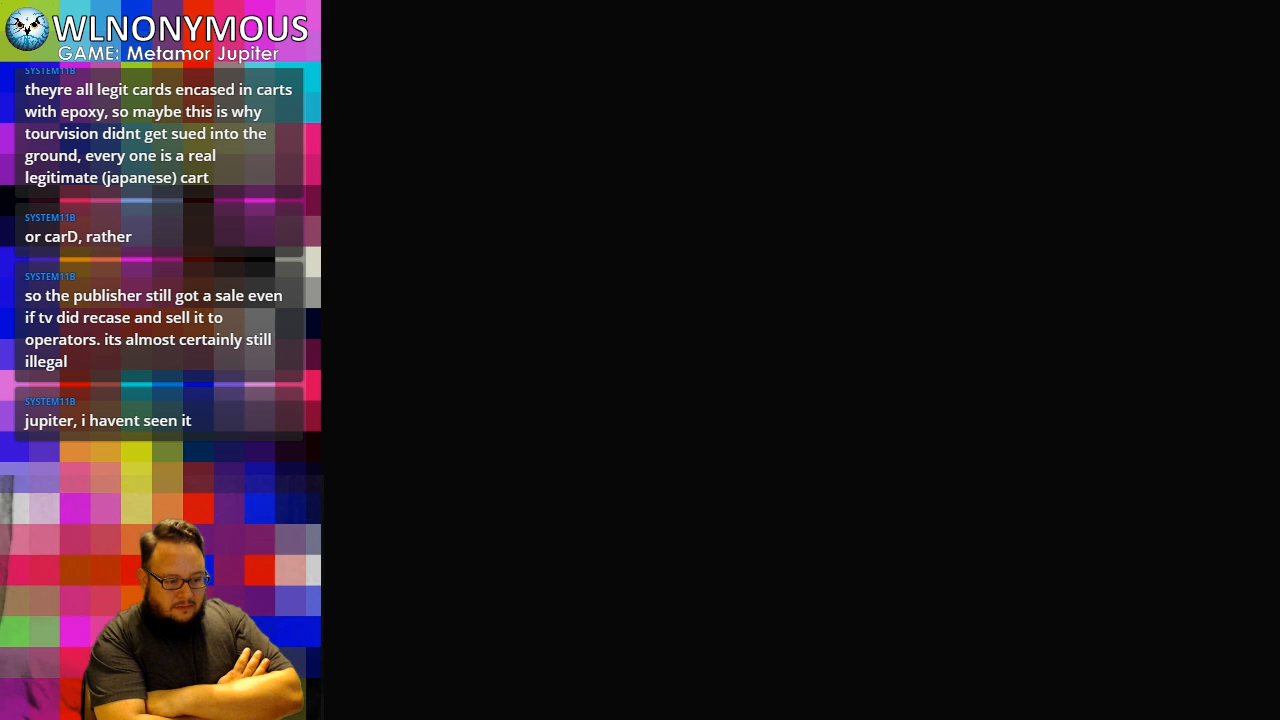 WLNONYMOUS
GAME: Metamor Jupiter
SYSTEM11B
theyre all legit cards encased in carts
with epoxy, so maybe this is why
tourvision didnt get sued into the
ground, every one is a real
legitimate (japanese) cart
SYSTEM11B
or carD, rather
SYSTEM11B
so the publisher still got a sale even
if tv did recase and sell it to
operators. its almost certainly still
illegal
SYSTEM11B
jupiter, i havent seen it